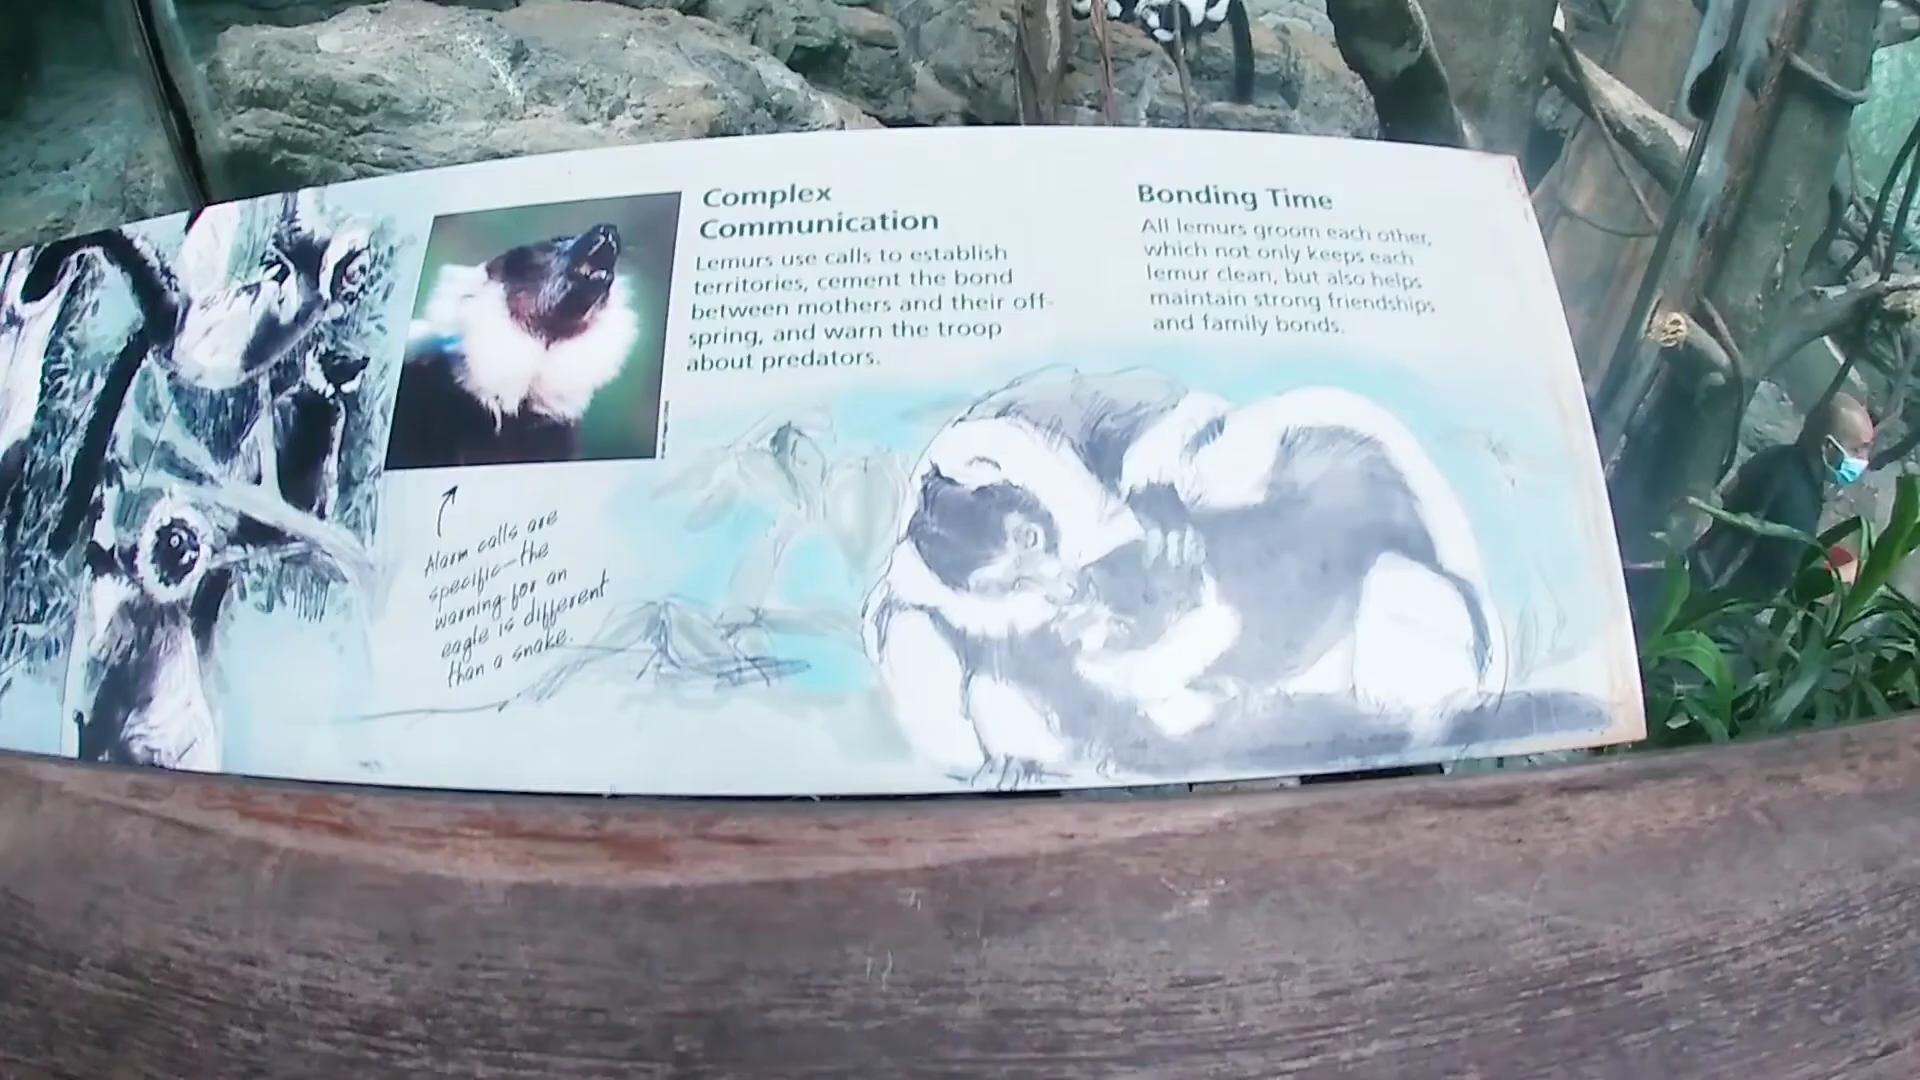 Complex
Communication
Lemurs use calls to establish
territories, cement the bond
between mothers and their off-
spring, and warn the troop
about predators.
Bonding Time
All lemurs groom each other,
which not only keeps each
lemur clean, but also helps
maintain strong friendships
and family bonds.
Alarm calls are
specific—the
warning for an
eagle is different
than a snake.